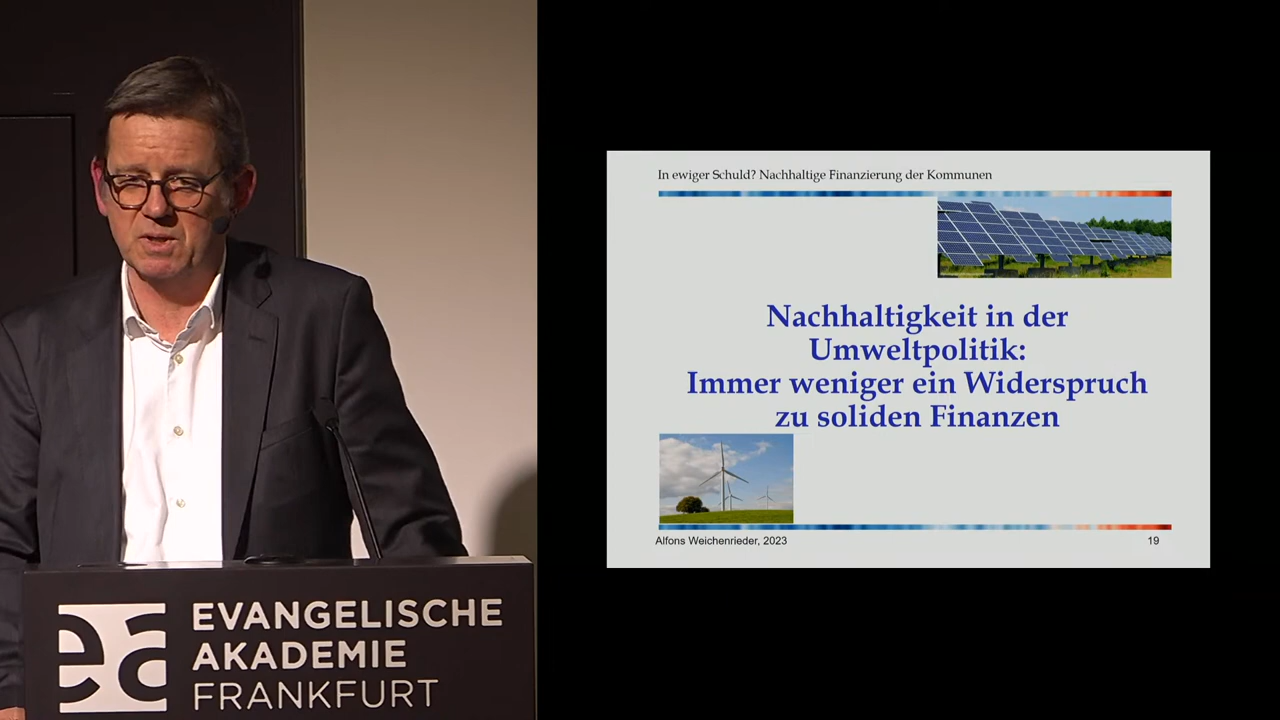 In ewiger Schuld? Nachhaltige Finanzierung der Kommunen
Nachhaltigkeit in der
Umweltpolitik:
Immer weniger ein Widerspruch
zu soliden Finanzen
Alfons Weichenrieder, 2023
19
ea
EVANGELISCHE
AKADEMIE
FRANKFURT